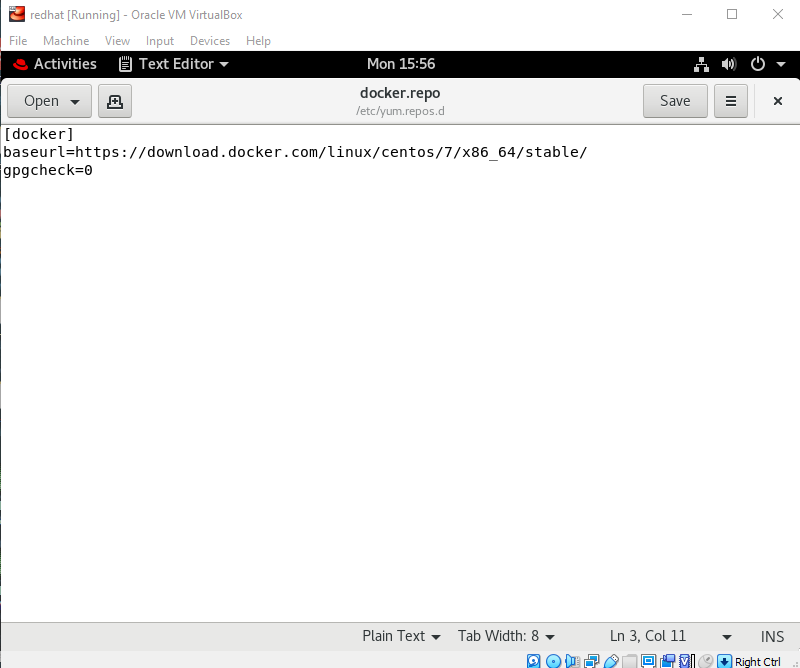 redhat [Running] - Oracle VM VirtualBox
File Machine View Input Devices Help
Activities Text Editor Mon 15:56
Open docker.repo Save
/etc/yum.repos.d
[docker]
baseurl=https://download.docker.com/linux/centos/7/x86_64/stable/
gpgcheck=0
Plain Text Tab Width: 8 Ln 3, Col 11 INS
Right Ctrl